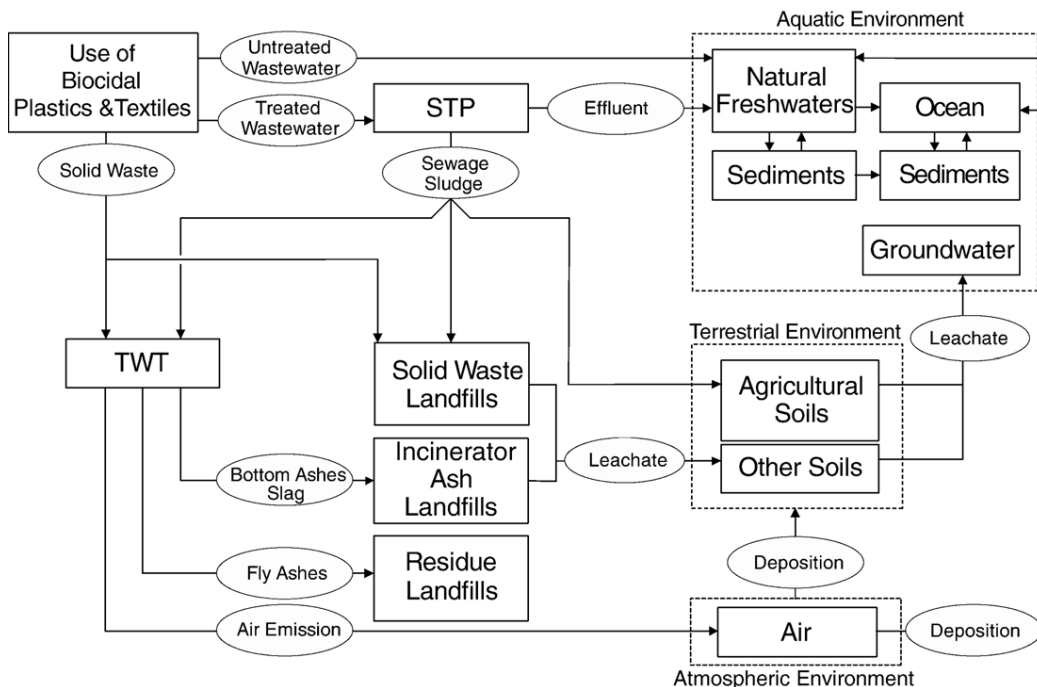 Aquatic Environment
Use of
Biocidal
Plastics &Textiles
Untreated
Wastewater
Treated
Wastewater
STP
Effluent
Natural
Freshwaters
Ocean
Sediments
Sediments
Groundwater
Solid Waste
Sewage
Sludge
Leachate
Terrestrial Environment
TWT
Solid Waste
Landfills
Agricultural
Soils
Incinerator
Ash
Landfills
Leachate
Other Soils
Bottom Ashes
Slag
Residue
Landfills
Fly Ashes
Deposition
Air Emission
Air
Deposition
Atmospheric Environment